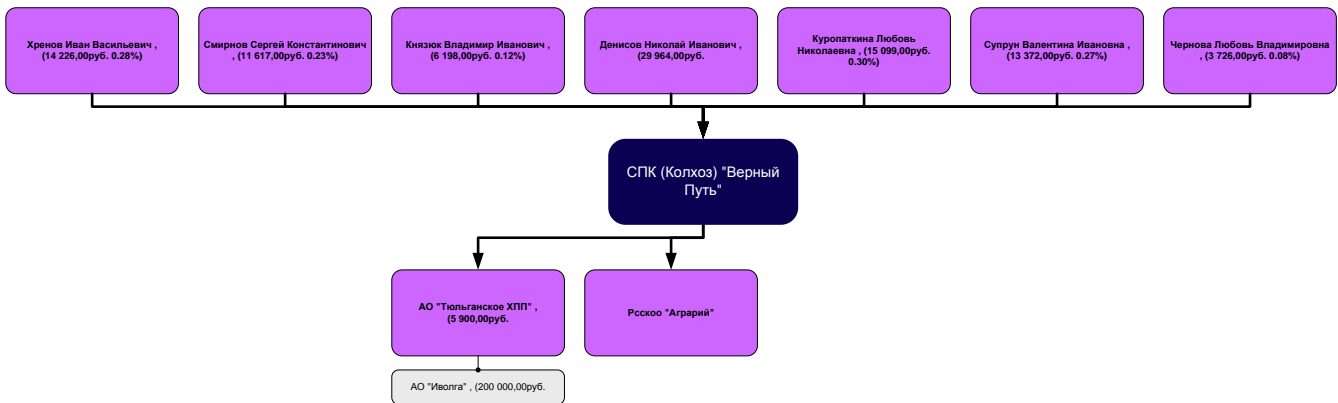 Хренов Иван Васильевич ,
(14 226,00руб. 0.28%)
Смирнов Сергей Константинович
, (11 617,00руб. 0.23%)
Князюк Владимир Иванович ,
(6 198,00руб. 0.12%)
Денисов Николай Иванович ,
(29 964,00руб.
Куропаткина Любовь
Николаевна , (15 099,00руб.
0.30%)
Супрун Валентина Ивановна ,
(13 372,00руб. 0.27%)
Чернова Любовь Владимировна
, (3 726,00руб. 0.08%)
СПК (Колхоз) "Верный
Путь"
АО "Тюльганское ХПП" ,
(5 900,00руб.
Рсскоо "Аграрий"
АО "Иволга" , (200 000,00руб.